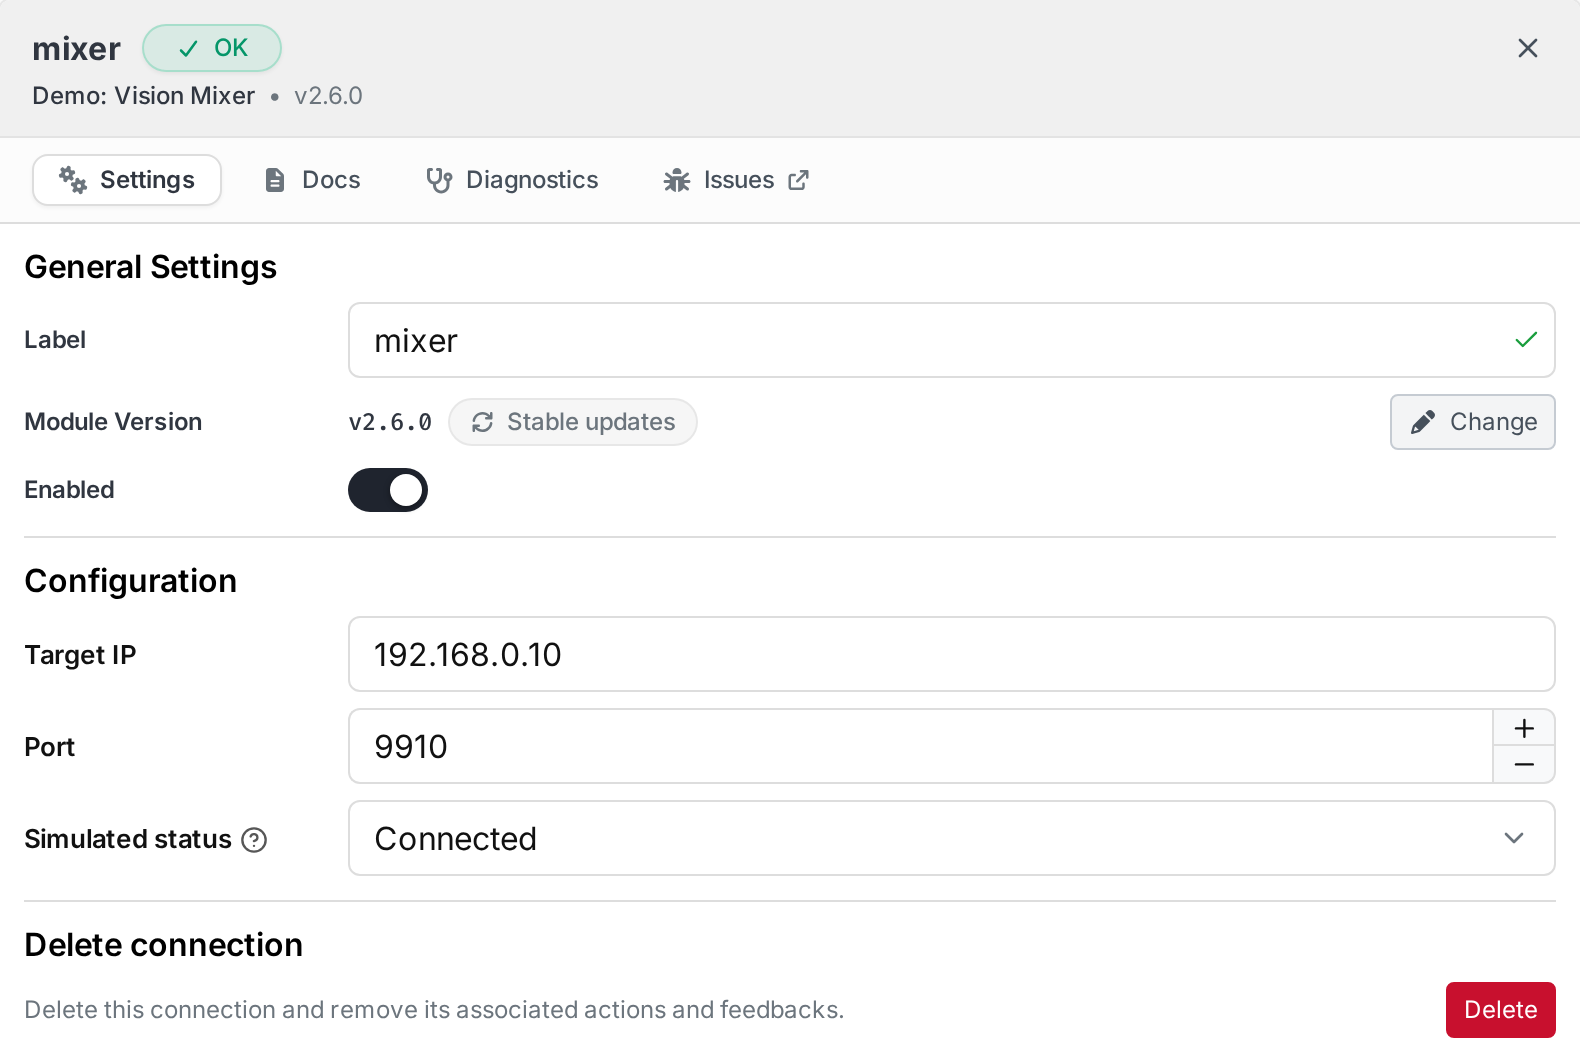 mixer OK
Demo: Vision Mixer • v2.6.0
Settings Docs Diagnostics Issues
General Settings
Label mixer
Module Version v2.6.0 Stable updates Change
Enabled
Configuration
Target IP 192.168.0.10
Port 9910
Simulated status Connected
Delete connection
Delete this connection and remove its associated actions and feedbacks. Delete